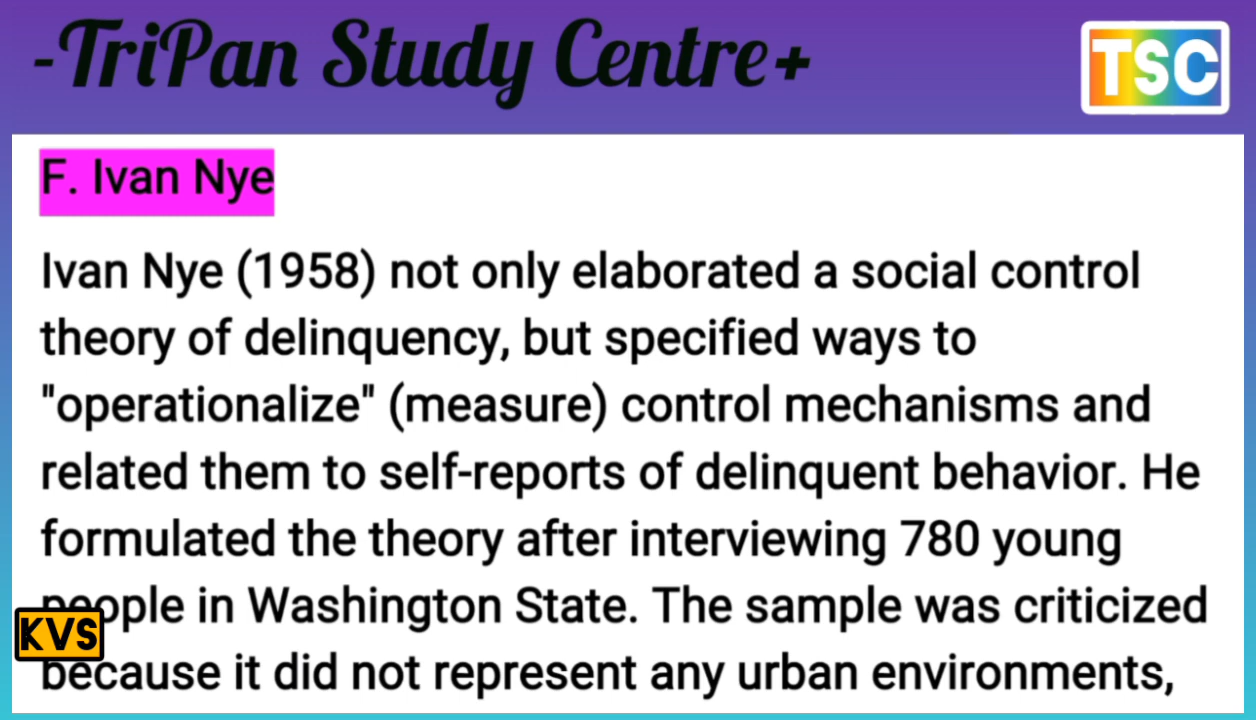 -TriPan Study Centre+
TSC
F. Ivan Nye
Ivan Nye (1958) not only elaborated a social control
theory of delinquency, but specified ways to
"operationalize" (measure) control mechanisms and
related them to self-reports of delinquent behavior. He
formulated the theory after interviewing 780 young
people in Washington State. The sample was criticized
KVS
because it did not represent any urban environments,